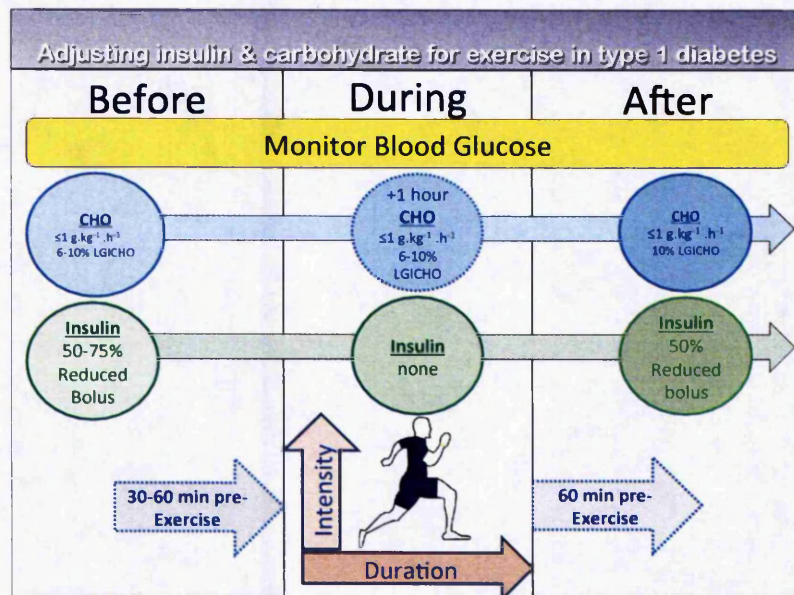 Adjusting insulin & carbohydrate for exercise in type 1 diabetes
Before
During
After
Monitor Blood Glucose
CHO
≤1 g.kg⁻¹ .h⁻¹
6-10% LGICHO
+1 hour
CHO
≤1 g.kg⁻¹ .h⁻¹
6-10%
LGICHO
CHO
≤1 g.kg⁻¹ .h⁻¹
10% LGICHO
Insulin
50-75%
Reduced
Bolus
Insulin
none
Insulin
50%
Reduced
bolus
30-60 min pre-
Exercise
Intensity
Duration
60 min pre-
Exercise